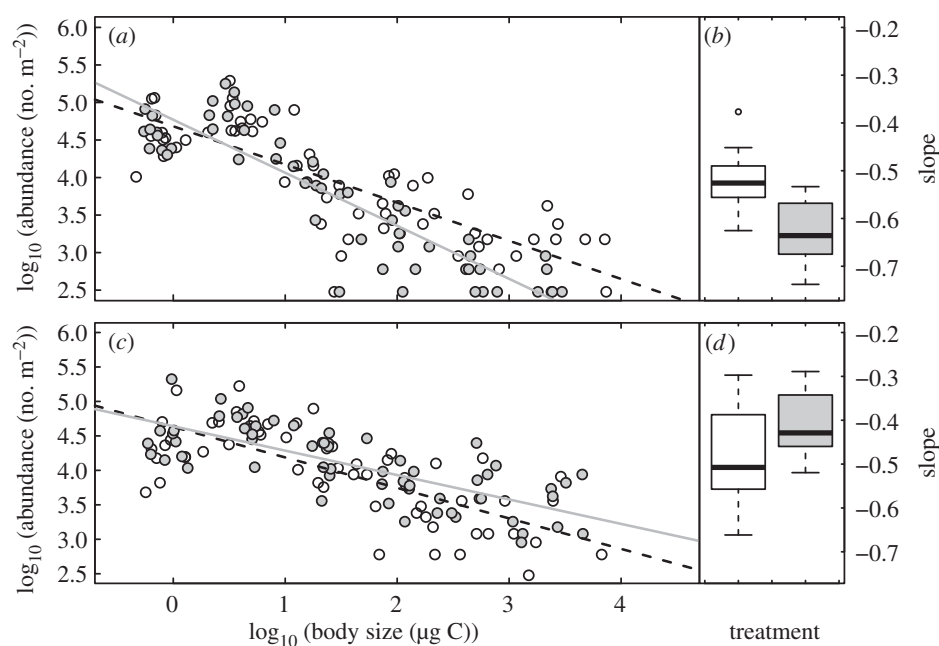 (a)
6.0
5.5
5.0
4.5
4.0
3.5
3.0
2.5
log₁₀ (abundance (no. m⁻²))
(b)
−0.2
−0.3
−0.4
−0.5
−0.6
−0.7
slope
(c)
6.0
5.5
5.0
4.5
4.0
3.5
3.0
2.5
log₁₀ (abundance (no. m⁻²))
0 1 2 3 4
log₁₀ (body size (µg C))
(d)
−0.2
−0.3
−0.4
−0.5
−0.6
−0.7
slope
treatment